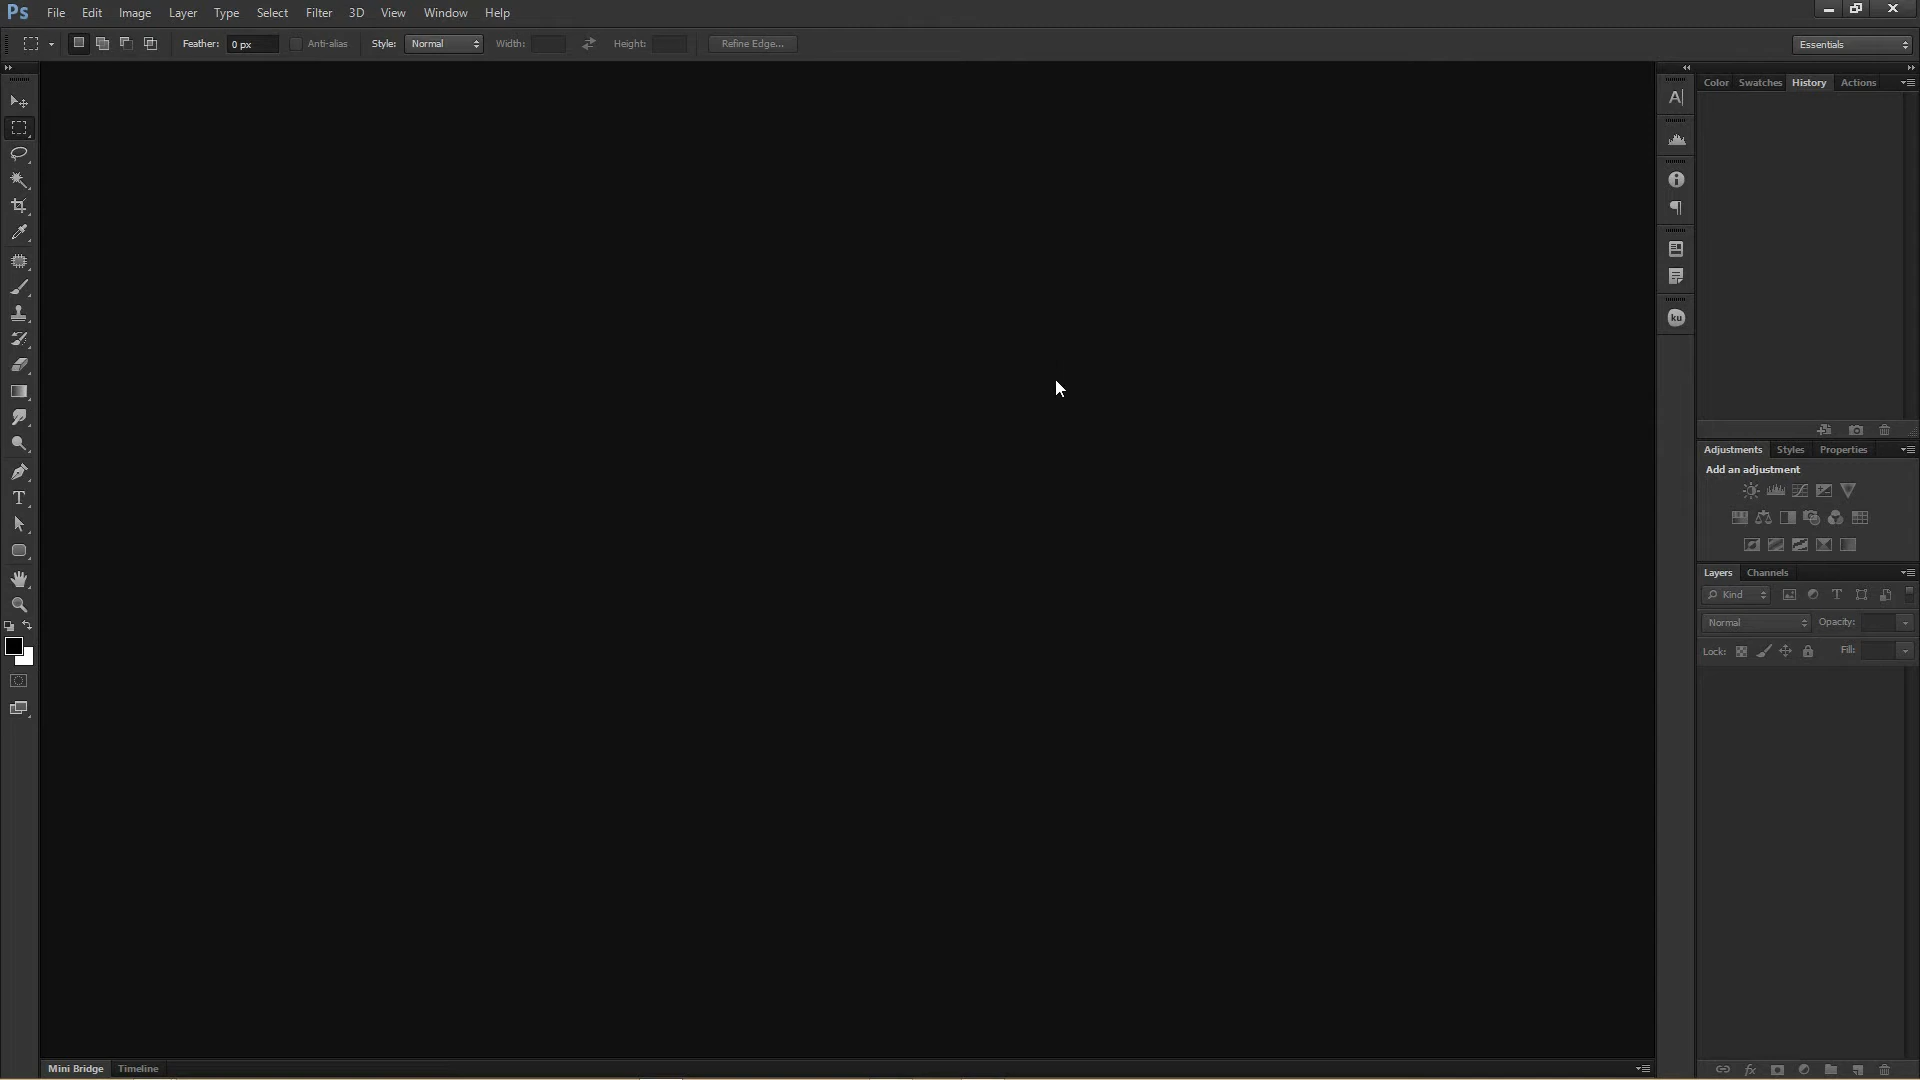 Ps File Edit Image Layer Type Select Filter 3D View Window Help
Feather: 0 px Anti-alias Style: Normal Width: Height: Refine Edge... Essentials
Color Swatches History Actions
A
ku
Adjustments Styles Properties
Add an adjustment
Layers Channels
Kind T
Normal Opacity:
Lock: Fill:
T
Mini Bridge Timeline
fx